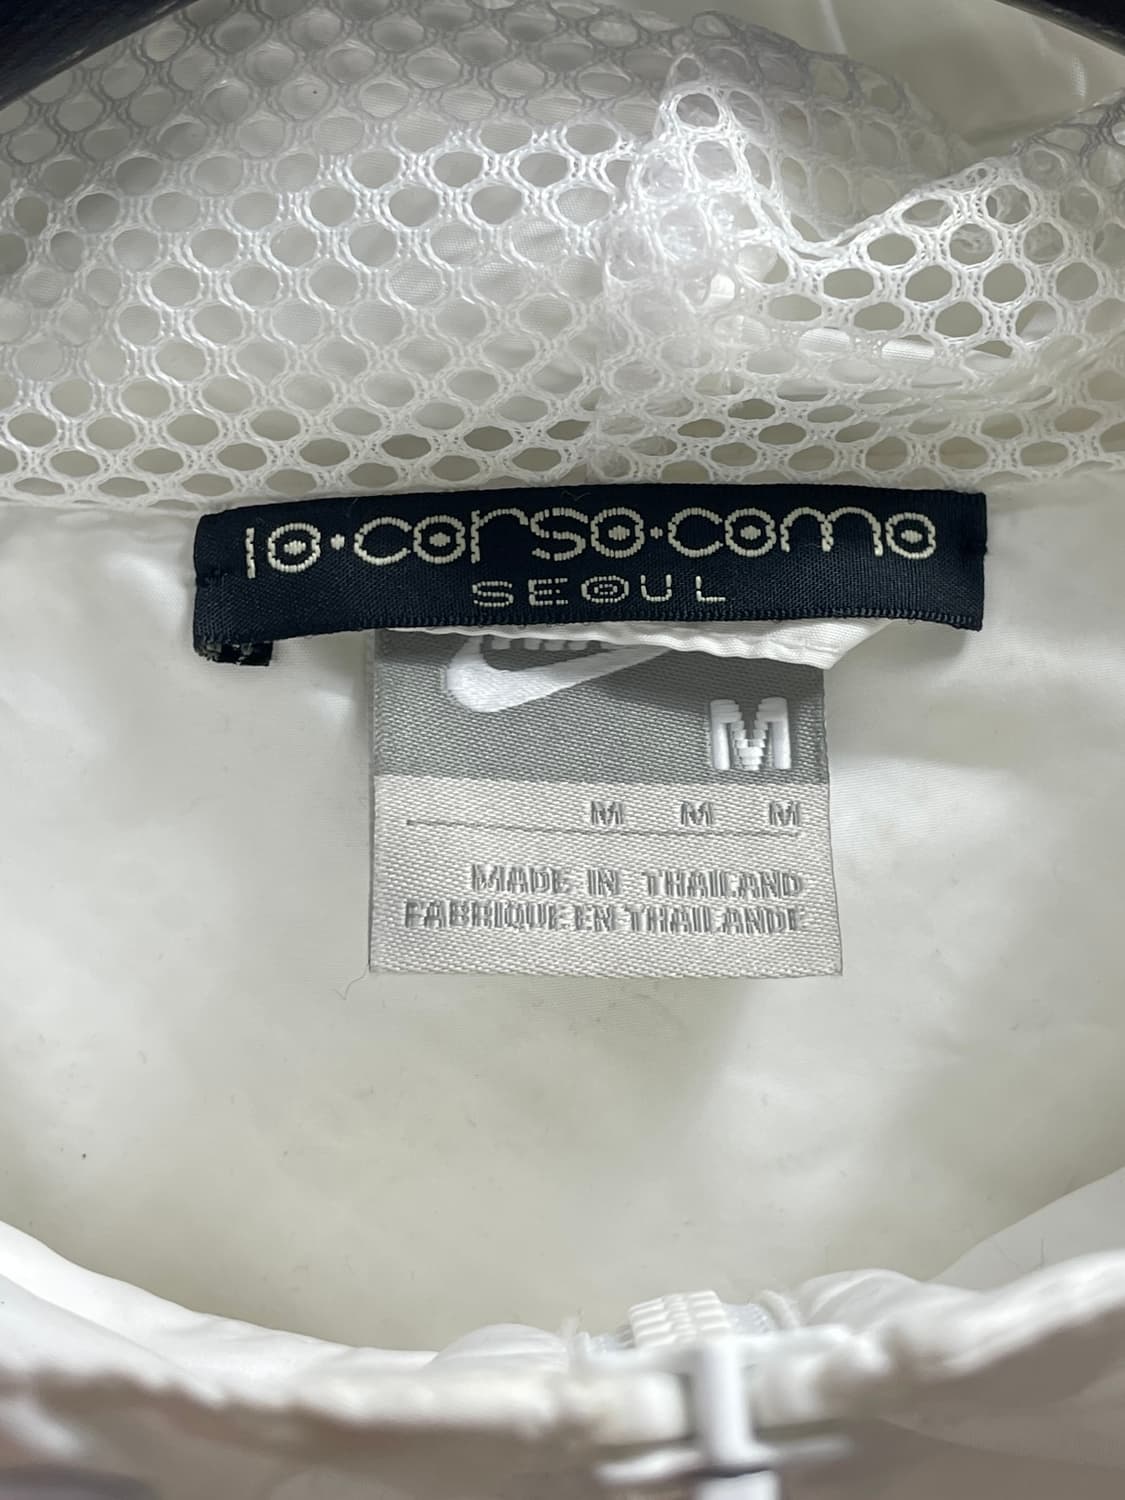 10·corso·como
SEOUL
M
M M M
MADE IN THAILAND
FABRIQUE EN THAILANDE